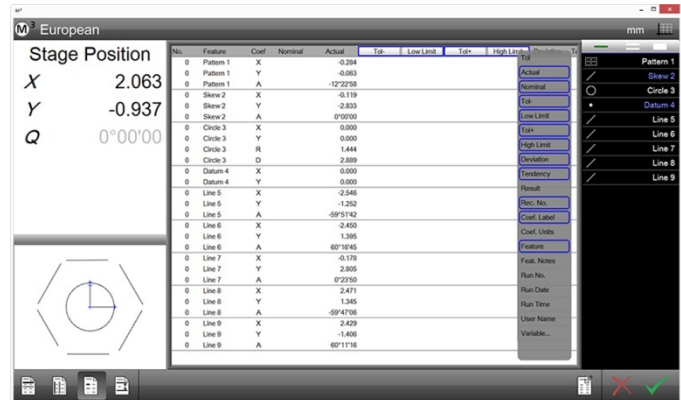 M³ European
mm
Stage Position
X 2.063
Y -0.937
Q 0°00'00
No. Feature Coef Nominal Actual Tol- Low Limit Tol+ High Limit Deviation
0 Pattern 1 X -0.284
0 Pattern 1 Y -0.063
0 Pattern 1 A -12°22'58
0 Skew 2 X -0.119
0 Skew 2 Y -2.833
0 Skew 2 A 0°00'00
0 Circle 3 X 0.000
0 Circle 3 Y 0.000
0 Circle 3 R 1.444
0 Circle 3 D 2.889
0 Datum 4 X 0.000
0 Datum 4 Y 0.000
0 Line 5 X -2.546
0 Line 5 Y -1.252
0 Line 5 A -59°51'42
0 Line 6 X -2.450
0 Line 6 Y 1.395
0 Line 6 A 60°16'45
0 Line 7 X -0.178
0 Line 7 Y 2.805
0 Line 7 A 0°23'50
0 Line 8 X 2.471
0 Line 8 Y 1.345
0 Line 8 A -59°47'06
0 Line 9 X 2.429
0 Line 9 Y -1.406
0 Line 9 A 60°11'16
Tol
Actual
Nominal
Tol-
Low Limit
Tol+
High Limit
Deviation
Tendency
Result
Rec. No.
Coef. Label
Coef. Units
Feature
Feat. Notes
Run No.
Run Date
Run Time
User Name
Variable...
Pattern 1
Skew 2
Circle 3
Datum 4
Line 5
Line 6
Line 7
Line 8
Line 9